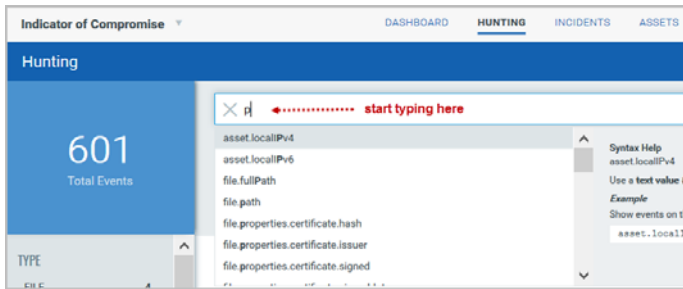 Indicator of Compromise
DASHBOARD HUNTING INCIDENTS ASSETS
Hunting
p
start typing here
601
Total Events
asset.localIPv4
asset.localIPv6
file.fullPath
file.path
file.properties.certificate.hash
file.properties.certificate.issuer
file.properties.certificate.signed
Syntax Help
asset.localIPv4
Use a text value
Example
Show events on
asset.local
TYPE
FILE 4